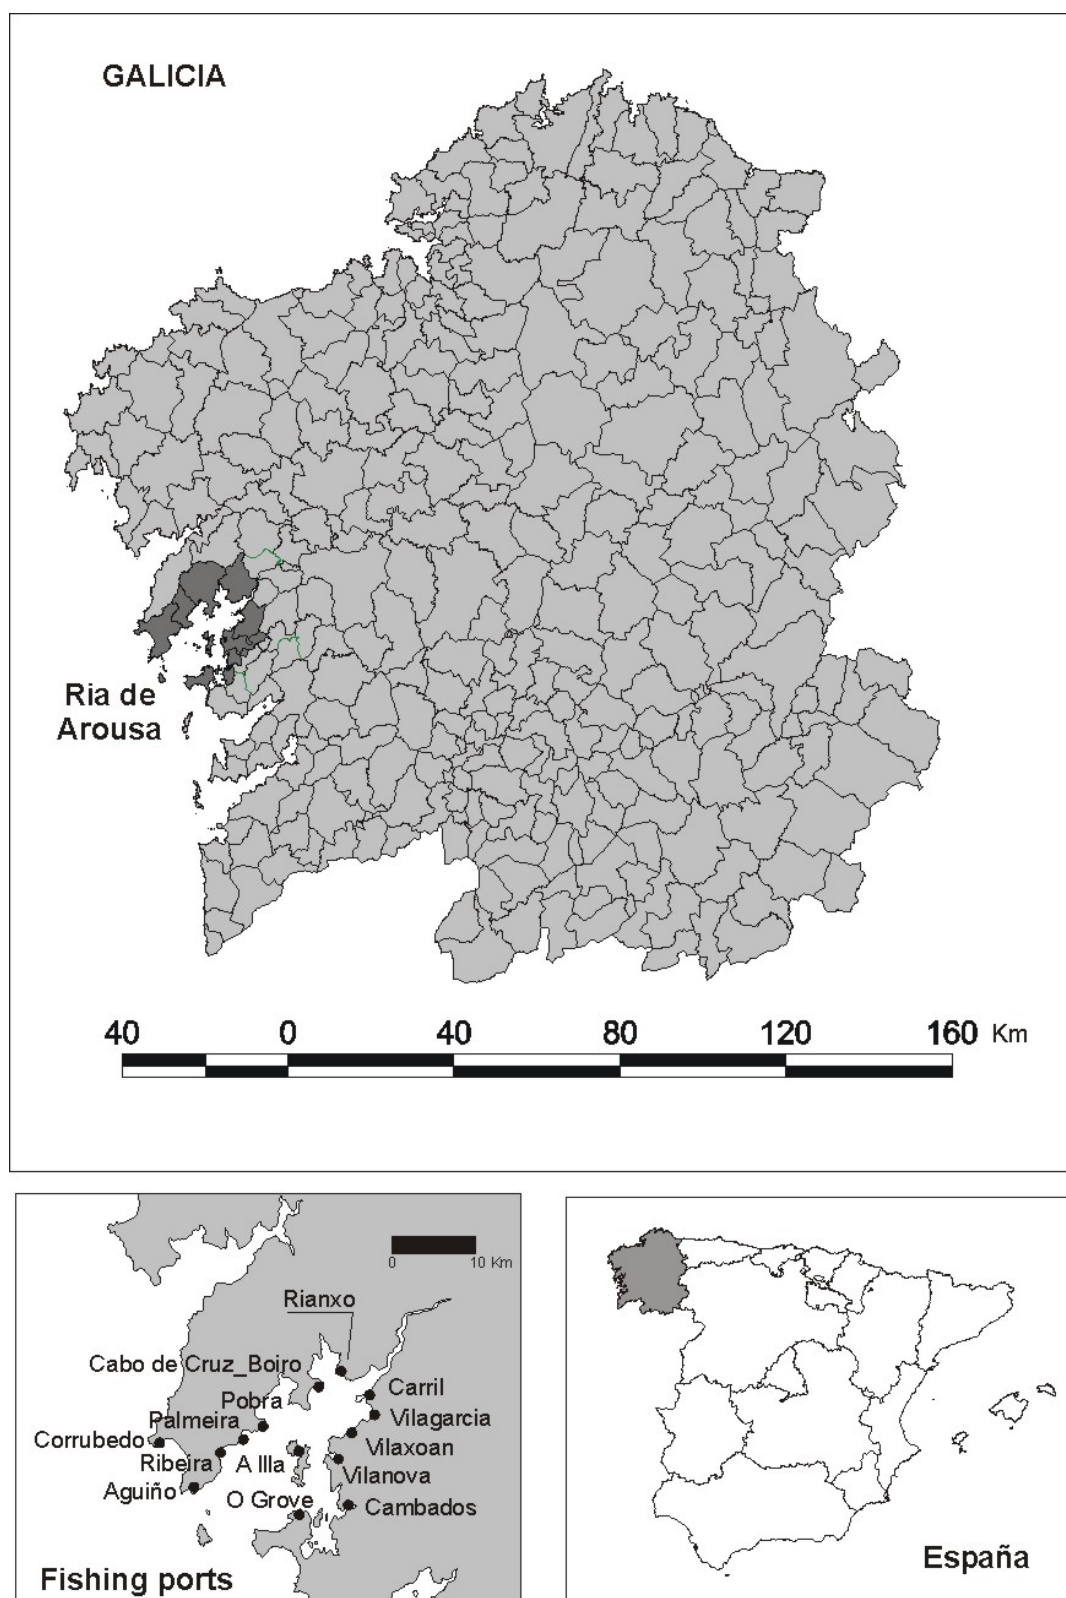 GALICIA
Ria de
Arousa
40 0 40 80 120 160 Km
0 10 Km
Rianxo
Cabo de Cruz_Boiro
Carril
Pobra
Vilagarcia
Palmeira
Corrubedo
Vilaxoan
Ribeira
A Illa
Vilanova
Aguiño
O Grove
Cambados
Fishing ports
España